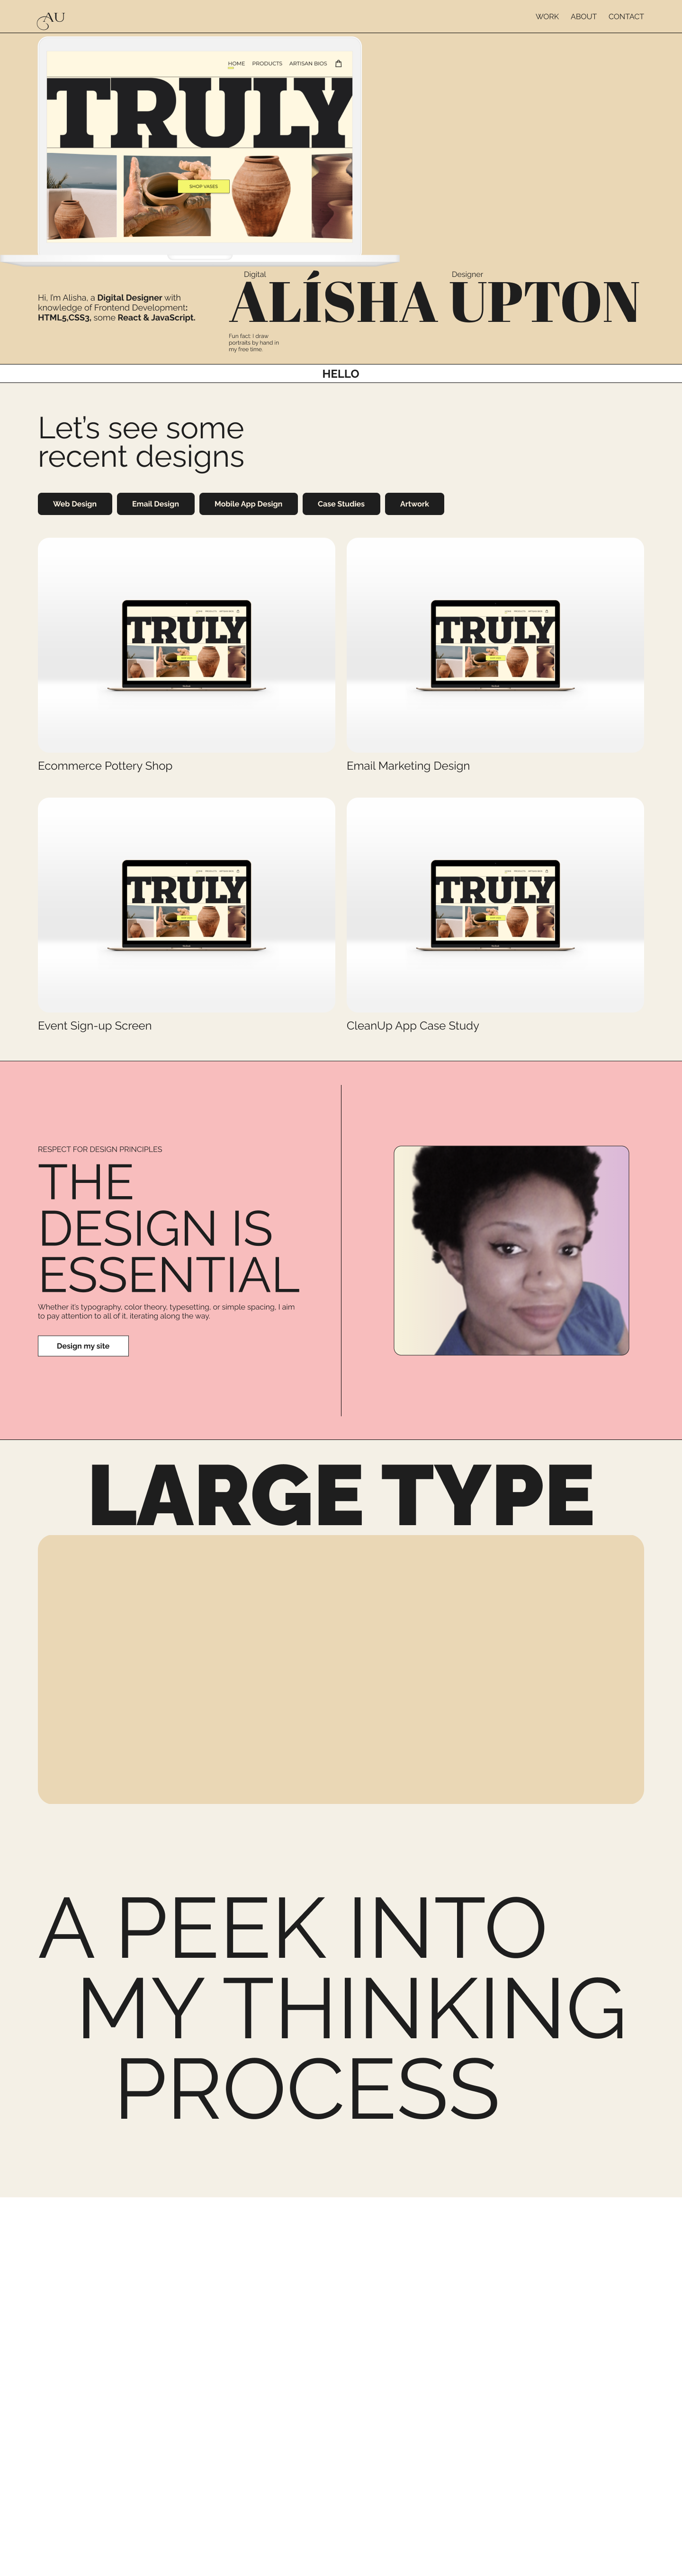 AU
WORK ABOUT CONTACT
HOME PRODUCTS ARTISAN BIOS
TRULY
SHOP VASES
Digital Designer
ALÍSHA UPTON
Hi, I'm Alisha, a Digital Designer with
knowledge of Frontend Development:
HTML5,CSS3, some React & JavaScript.
Fun fact: I draw
portraits by hand in
my free time.
HELLO
Let's see some
recent designs
Web Design Email Design Mobile App Design Case Studies Artwork
TRULY
TRULY
Ecommerce Pottery Shop
Email Marketing Design
TRULY
TRULY
Event Sign-up Screen
CleanUp App Case Study
RESPECT FOR DESIGN PRINCIPLES
THE
DESIGN IS
ESSENTIAL
Whether it's typography, color theory, typesetting, or simple spacing, I aim
to pay attention to all of it, iterating along the way.
Design my site
LARGE TYPE
A PEEK INTO
MY THINKING
PROCESS